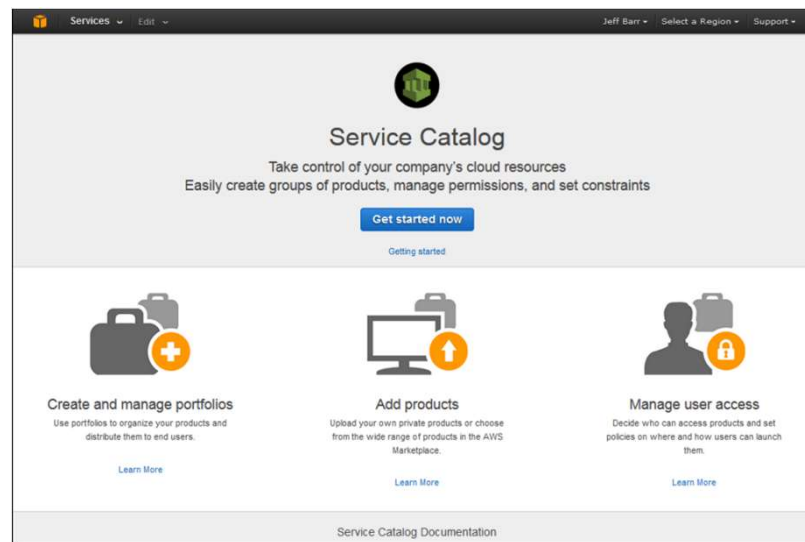 Services Edit Jeff Barr Select a Region Support
Service Catalog
Take control of your company's cloud resources
Easily create groups of products, manage permissions, and set constraints
Get started now
Getting started
Create and manage portfolios
Use portfolios to organize your products and
distribute them to end users.
Learn More
Add products
Upload your own private products or choose
from the wide range of products in the AWS
Marketplace.
Learn More
Manage user access
Decide who can access products and set
policies on where and how users can launch
them.
Learn More
Service Catalog Documentation